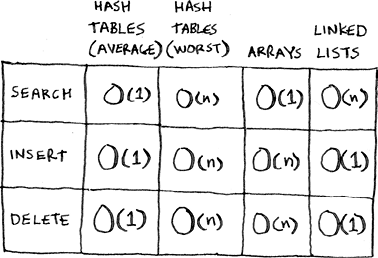 HASH TABLES (AVERAGE) HASH TABLES (WORST) ARRAYS LINKED LISTS
SEARCH O(1) O(n) O(1) O(n)
INSERT O(1) O(n) O(n) O(1)
DELETE O(1) O(n) O(n) O(1)